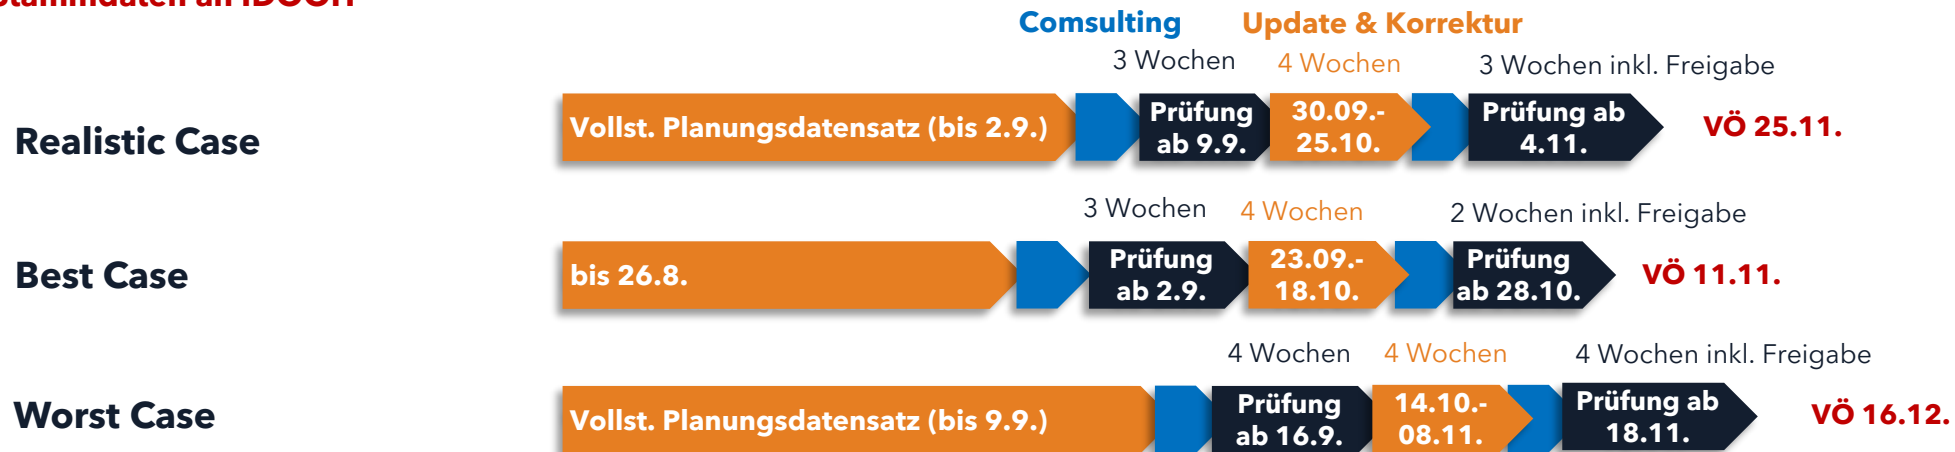 Comsulting
Update & Korrektur
3 Wochen
4 Wochen
3 Wochen inkl. Freigabe
Realistic Case
Vollst. Planungsdatensatz (bis 2.9.)
Prüfung
ab 9.9.
30.09.-
25.10.
Prüfung ab
4.11.
VÖ 25.11.
3 Wochen
4 Wochen
2 Wochen inkl. Freigabe
Best Case
bis 26.8.
Prüfung
ab 2.9.
23.09.-
18.10.
Prüfung
ab 28.10.
VÖ 11.11.
4 Wochen
4 Wochen
4 Wochen inkl. Freigabe
Worst Case
Vollst. Planungsdatensatz (bis 9.9.)
Prüfung
ab 16.9.
14.10.-
08.11.
Prüfung ab
18.11.
VÖ 16.12.